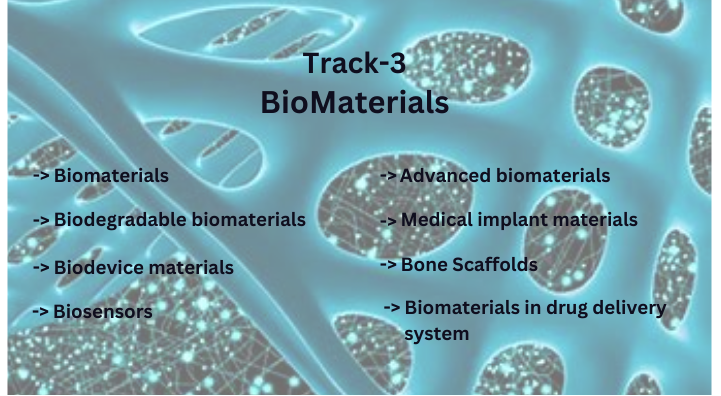 Track-3
BioMaterials
-> Biomaterials
-> Biodegradable biomaterials
-> Biodevice materials
-> Biosensors
-> Advanced biomaterials
-> Medical implant materials
-> Bone Scaffolds
-> Biomaterials in drug delivery
system